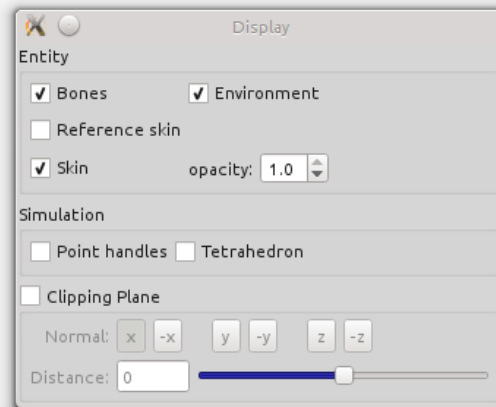 Display
Entity
Bones Environment
Reference skin
Skin opacity: 1.0
Simulation
Point handles Tetrahedron
Clipping Plane
Normal: x -x y -y z -z
Distance: 0